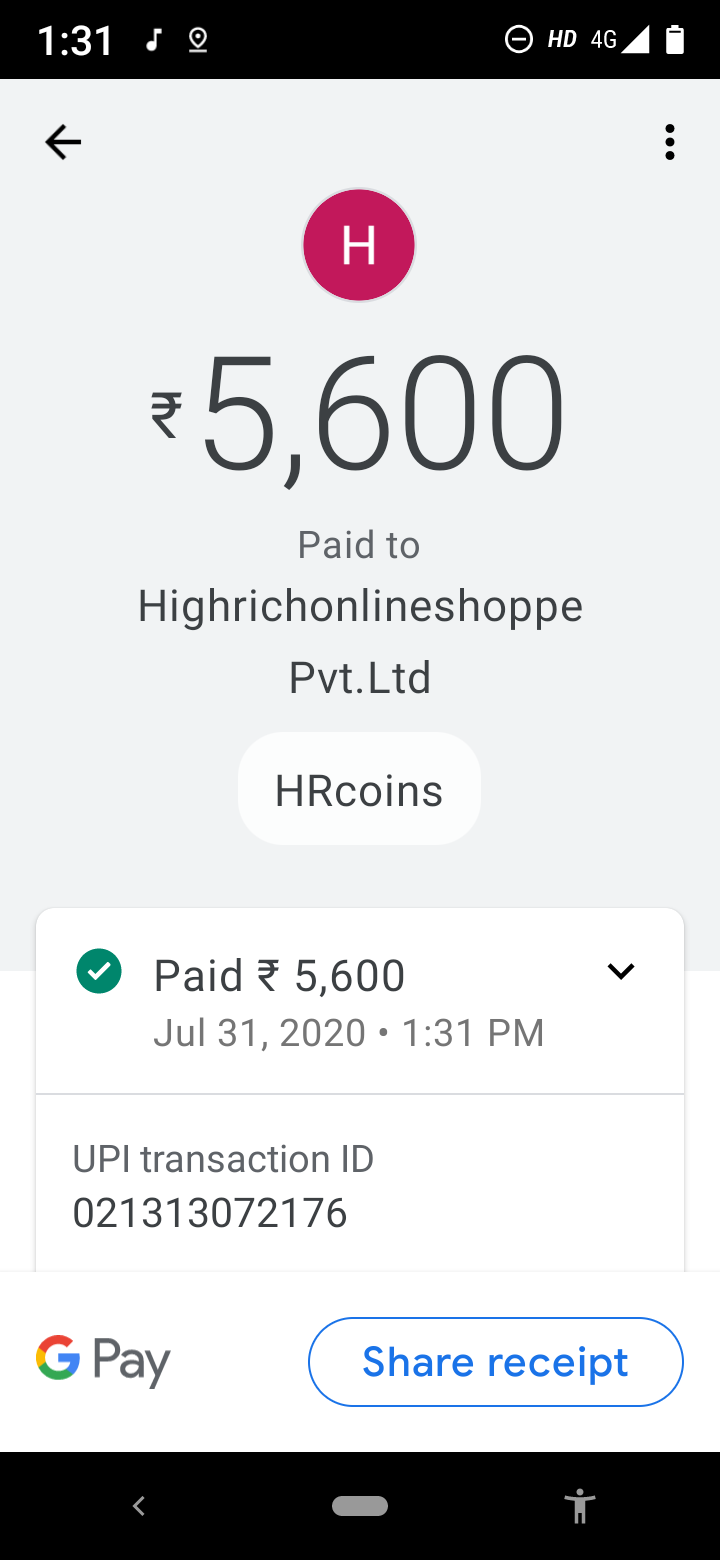 1:31 HD 4G
H
₹5,600
Paid to
Highrichonlineshoppe
Pvt.Ltd
HRcoins
Paid ₹ 5,600
Jul 31, 2020 • 1:31 PM
UPI transaction ID
021313072176
G Pay Share receipt